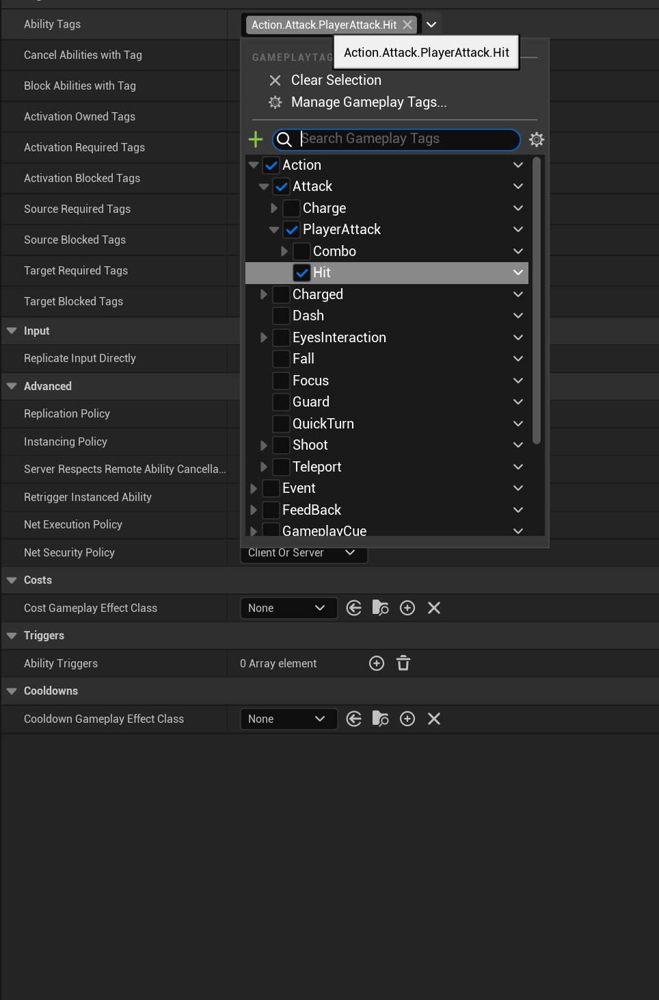 Ability Tags
Action.Attack.PlayerAttack.Hit
GAMEPLAYTAG
Action.Attack.PlayerAttack.Hit
Cancel Abilities with Tag
Clear Selection
Block Abilities with Tag
Manage Gameplay Tags...
Activation Owned Tags
Search Gameplay Tags
Activation Required Tags
Action
Activation Blocked Tags
Attack
Source Required Tags
Charge
PlayerAttack
Source Blocked Tags
Combo
Target Required Tags
Hit
Target Blocked Tags
Charged
Dash
Input
EyesInteraction
Replicate Input Directly
Fall
Advanced
Focus
Guard
Replication Policy
QuickTurn
Instancing Policy
Shoot
Server Respects Remote Ability Cancella...
Teleport
Retrigger Instanced Ability
Event
Net Execution Policy
FeedBack
GameplayCue
Net Security Policy
Client Or Server
Costs
Cost Gameplay Effect Class
None
Triggers
Ability Triggers
0 Array element
Cooldowns
Cooldown Gameplay Effect Class
None